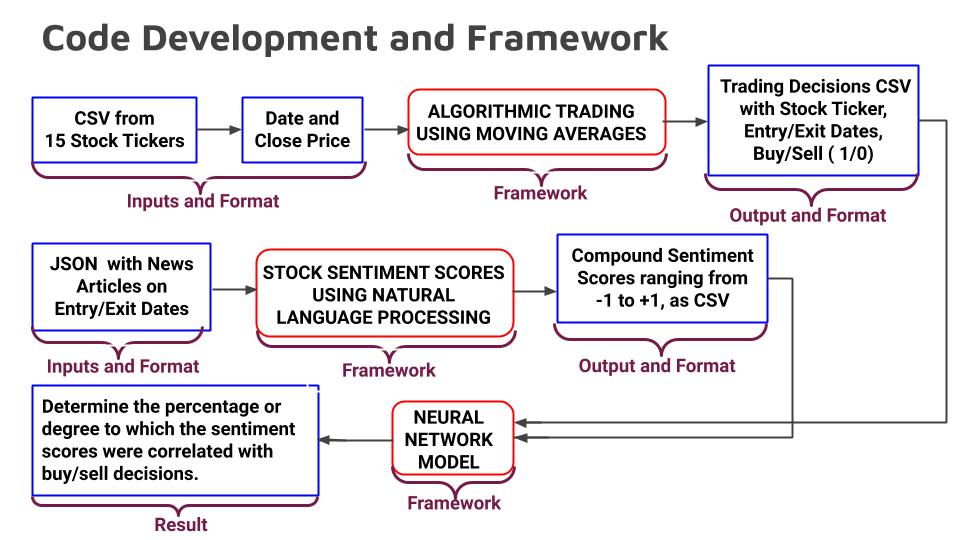 Code Development and Framework
CSV from
15 Stock Tickers
Date and
Close Price
ALGORITHMIC TRADING
USING MOVING AVERAGES
Trading Decisions CSV
with Stock Ticker,
Entry/Exit Dates,
Buy/Sell ( 1/0)
Inputs and Format
Framework
Output and Format
JSON with News
Articles on
Entry/Exit Dates
STOCK SENTIMENT SCORES
USING NATURAL
LANGUAGE PROCESSING
Compound Sentiment
Scores ranging from
-1 to +1, as CSV
Inputs and Format
Framework
Output and Format
Determine the percentage or
degree to which the sentiment
scores were correlated with
buy/sell decisions.
NEURAL
NETWORK
MODEL
Framework
Result